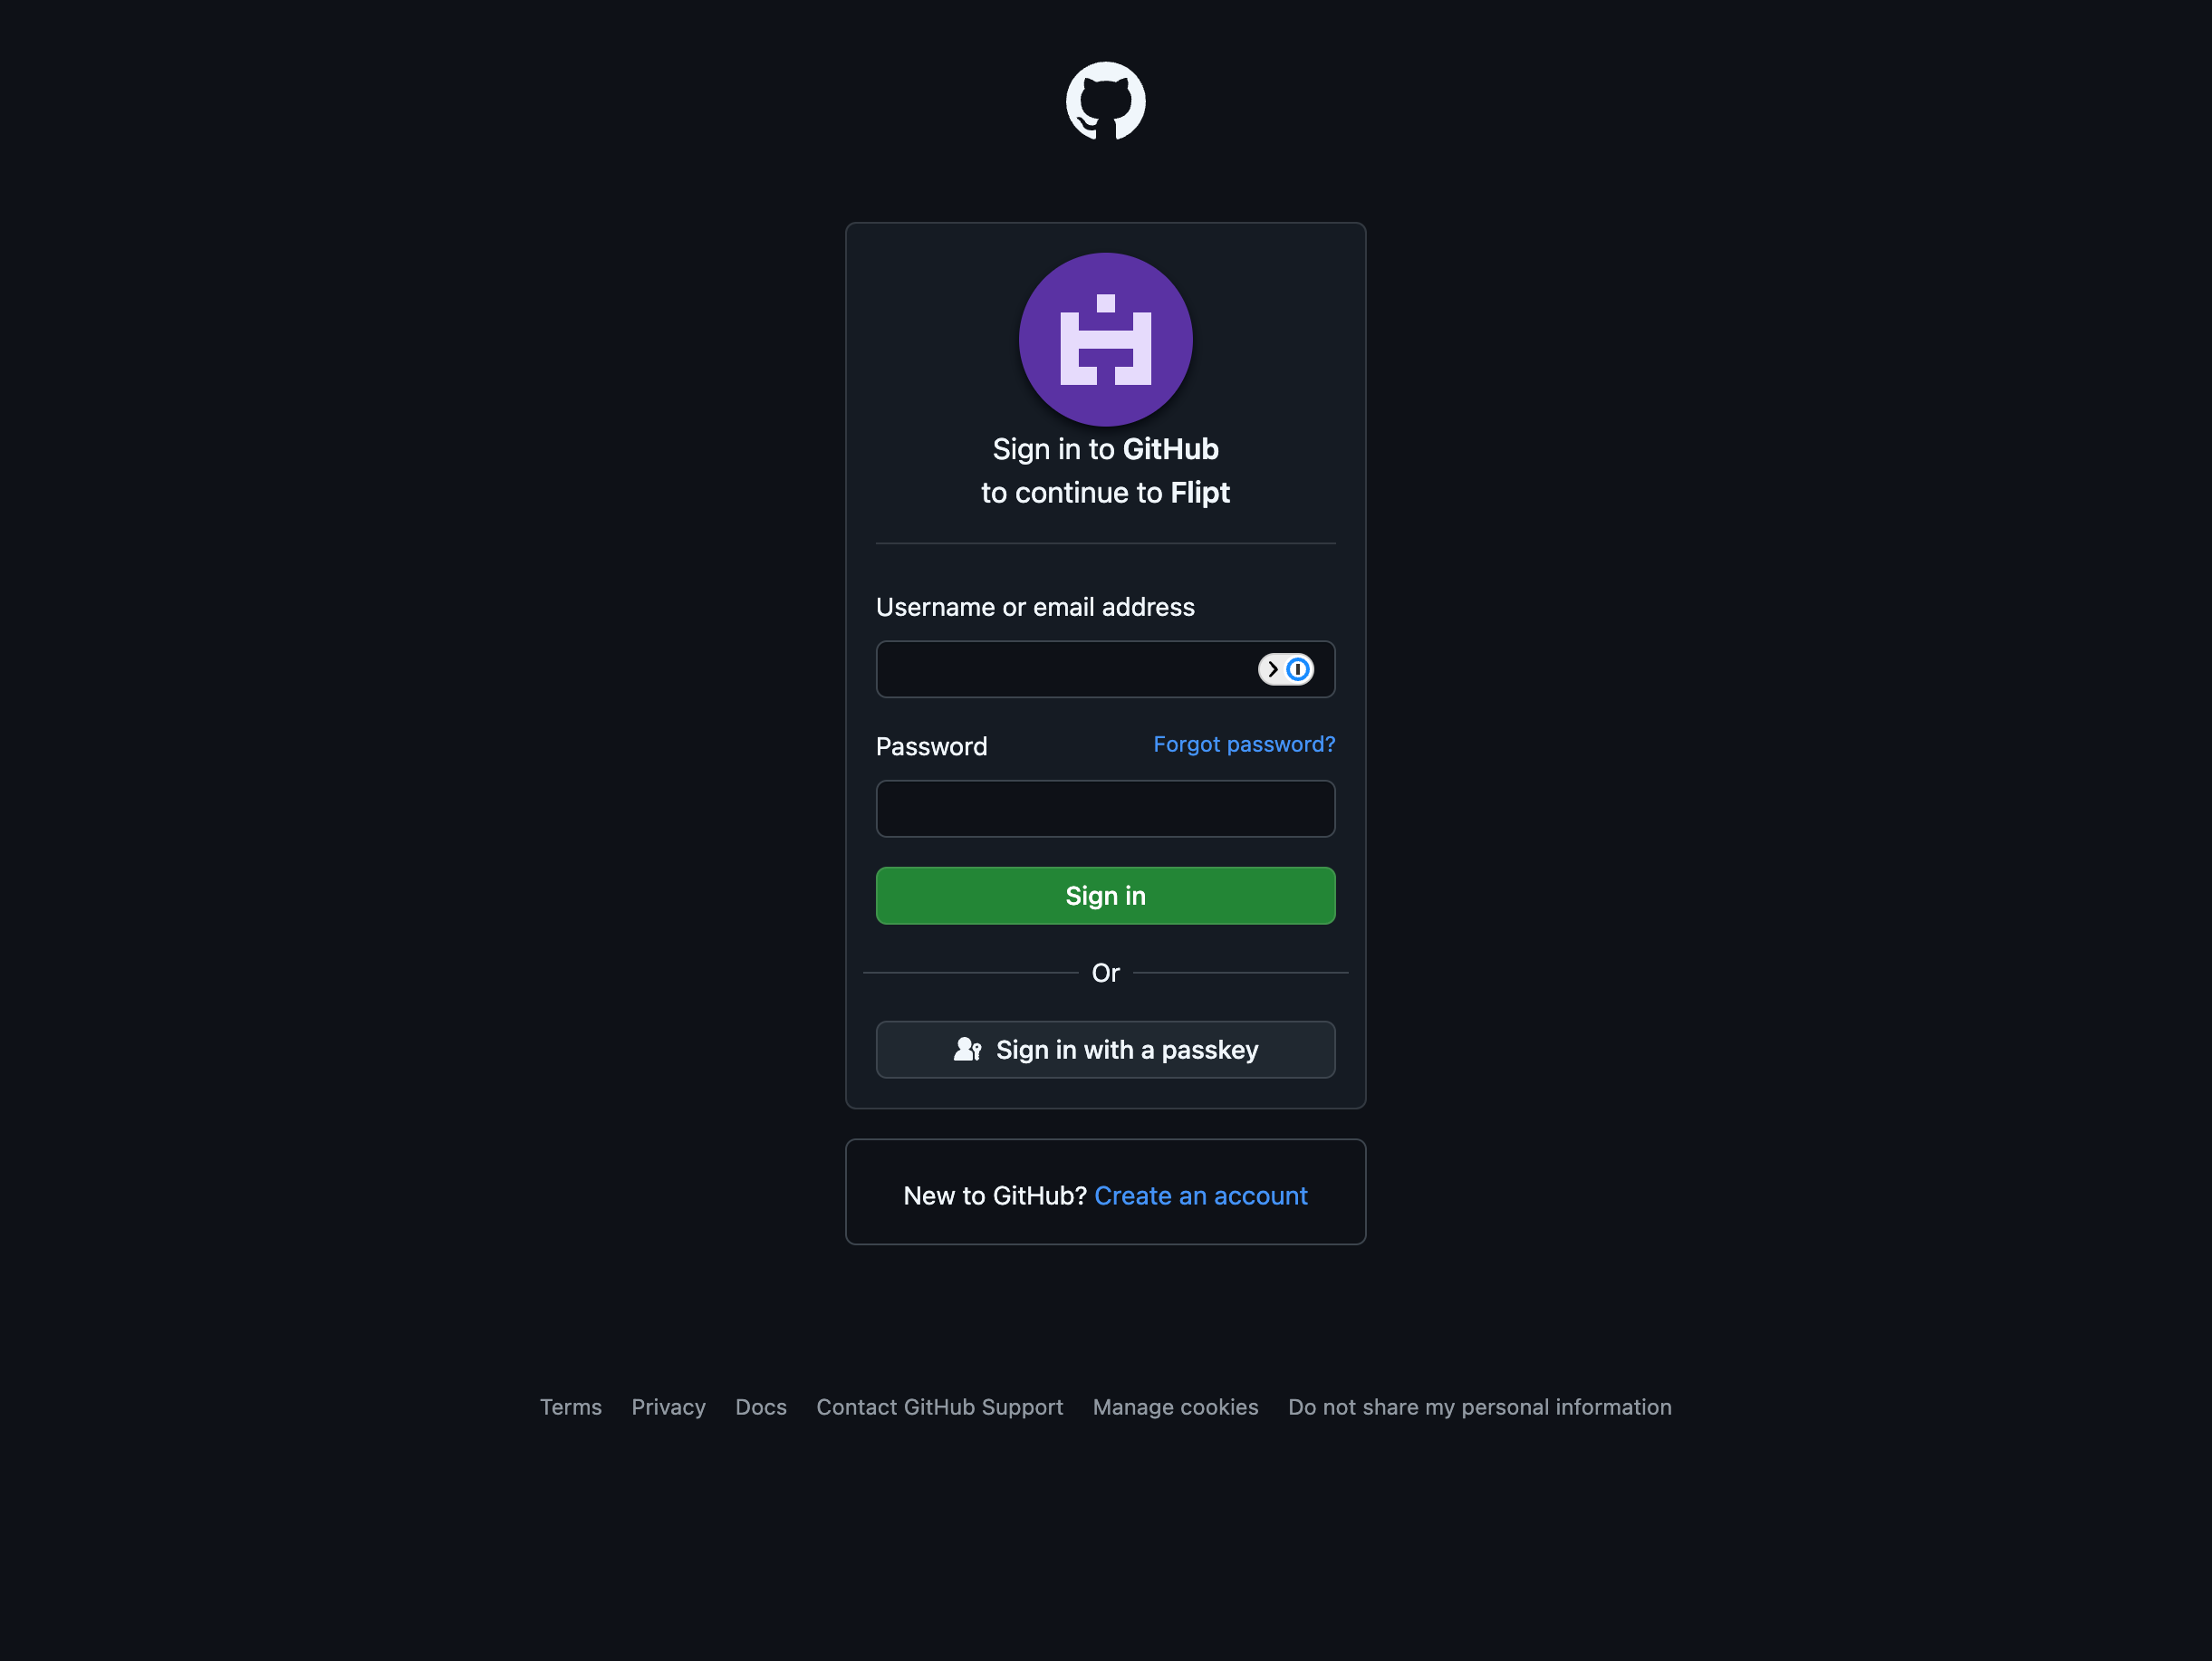 Sign in to GitHub
to continue to Flipt
Username or email address
Password Forgot password?
Sign in
Or
Sign in with a passkey
New to GitHub? Create an account
Terms Privacy Docs Contact GitHub Support Manage cookies Do not share my personal information